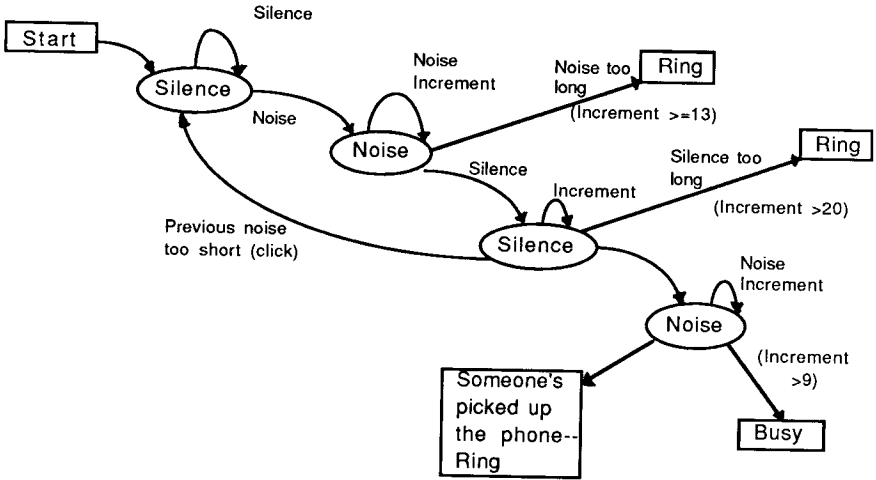 Silence
Start
Silence
Noise
Noise
Increment
Noise too
long
(Increment >=13)
Ring
Noise
Silence
Silence too
long
(Increment >20)
Ring
Increment
Silence
Previous noise
too short (click)
Noise
Increment
Noise
(Increment
>9)
Someone's
picked up
the phone--
Ring
Busy